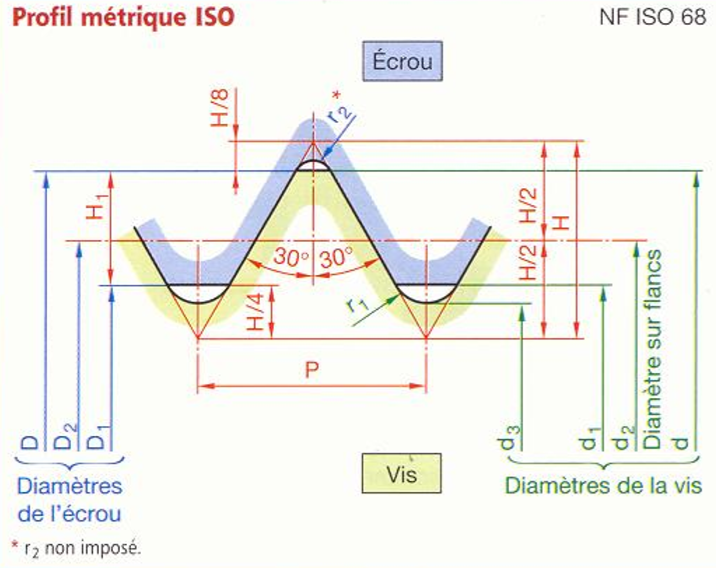 Profil métrique ISO
NF ISO 68
Écrou
H/8
r2 *
H1
H/2
H
30° 30°
H/2
H/4
r1
P
Diamètre sur flancs
D
D2
D1
d3
d1
d2
d
Vis
Diamètres
de l'écrou
Diamètres de la vis
* r2 non imposé.